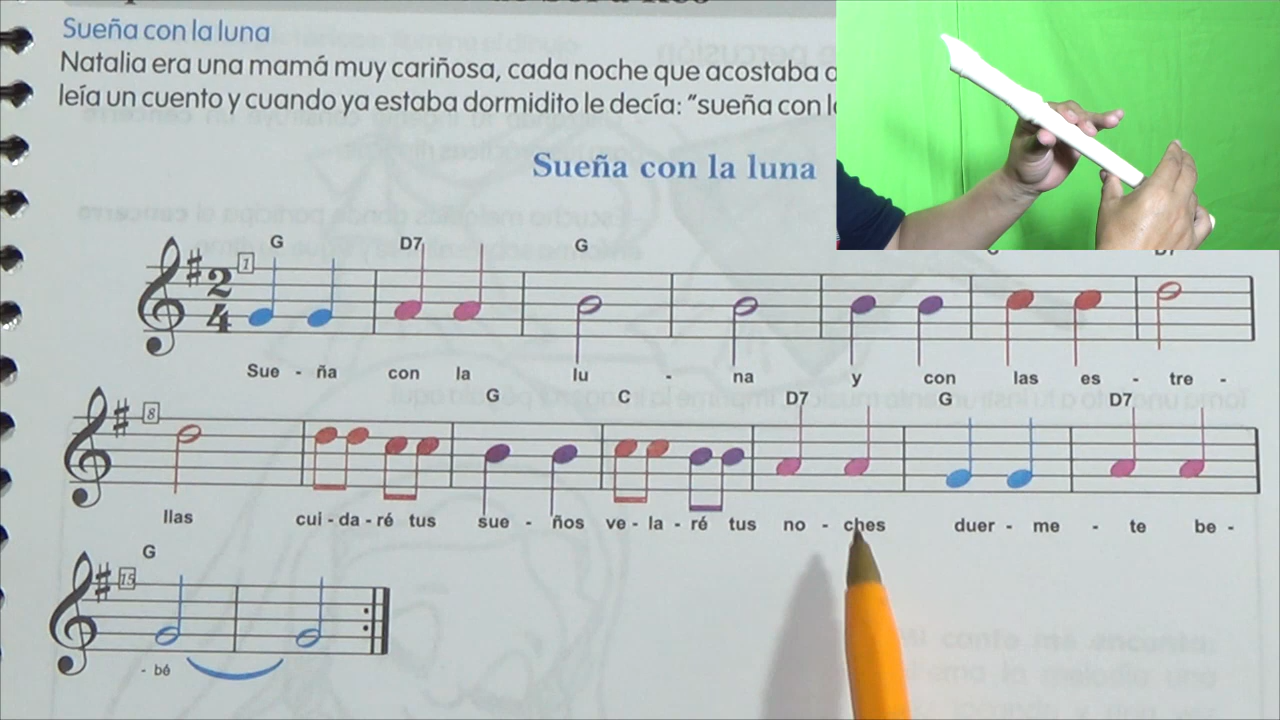 Sueña con la luna
Natalia era una mamá muy cariñosa, cada noche que acostaba a
leía un cuento y cuando ya estaba dormidito le decía: "sueña con
Sueña con la luna
G D7 G D7
1
2
4
Sue - ña con la lu - na y con las es - tre -
G C D7 G D7
8
llas cui - da - ré tus sue - ños ve - la - ré tus no - ches duer - me - te be -
G
15
- bé